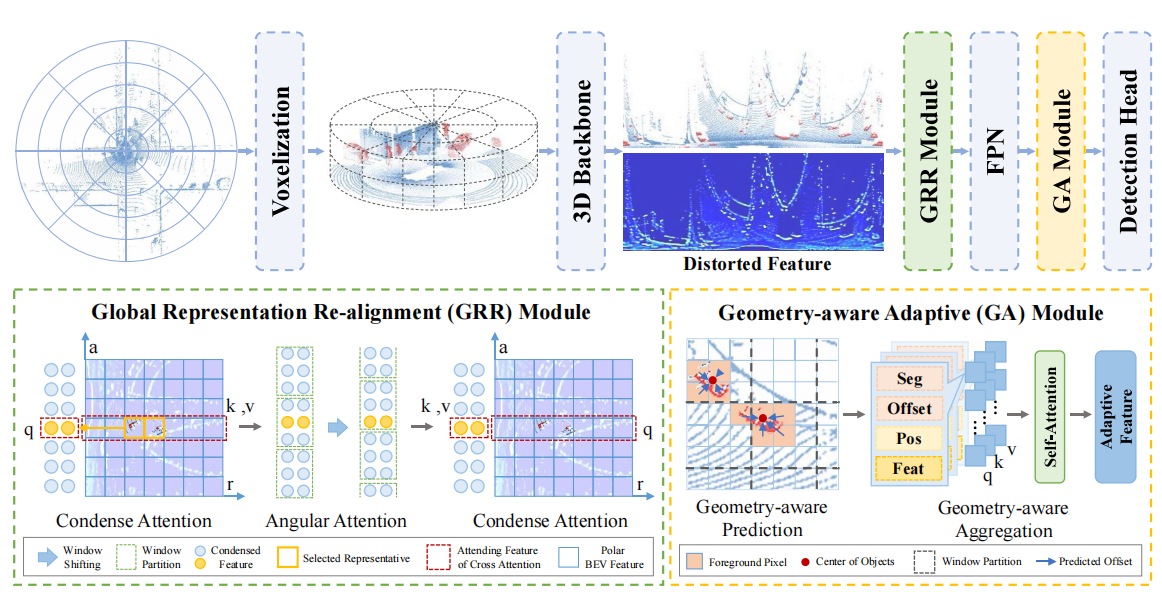 Voxelization
3D Backbone
Distorted Feature
GRR Module
FPN
GA Module
Detection Head
Global Representation Re-alignment (GRR) Module
a
k ,v
q
r
Condense Attention
Angular Attention
k ,v
a
q
r
Condense Attention
Window
Shifting
Window
Partition
Condensed
Feature
Selected Representative
Attending Feature
of Cross Attention
Polar
BEV Feature
Geometry-aware Adaptive (GA) Module
Geometry-aware
Prediction
Seg
Offset
Pos
Feat
q
k
v
Geometry-aware
Aggregation
Self-Attention
Adaptive
Feature
Foreground Pixel
Center of Objects
Window Partition
Predicted Offset